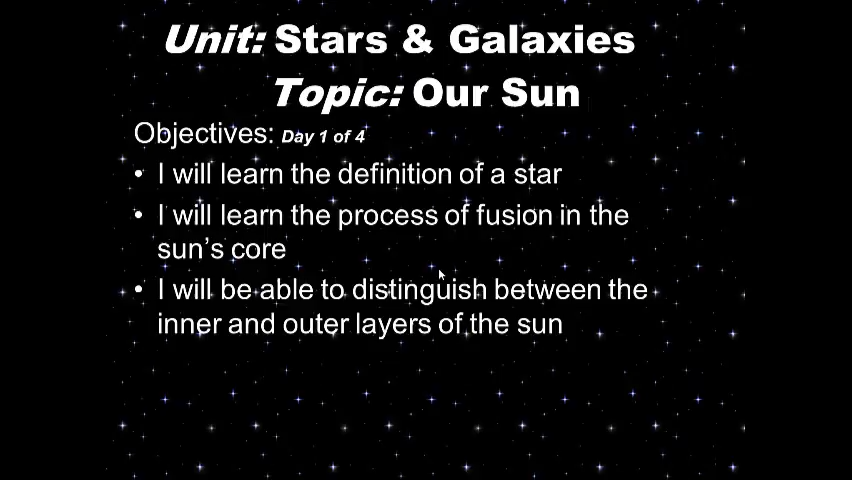 Unit: Stars & Galaxies
Topic: Our Sun
Objectives: Day 1 of 4
• I will learn the definition of a star
• I will learn the process of fusion in the
sun's core
• I will be able to distinguish between the
inner and outer layers of the sun